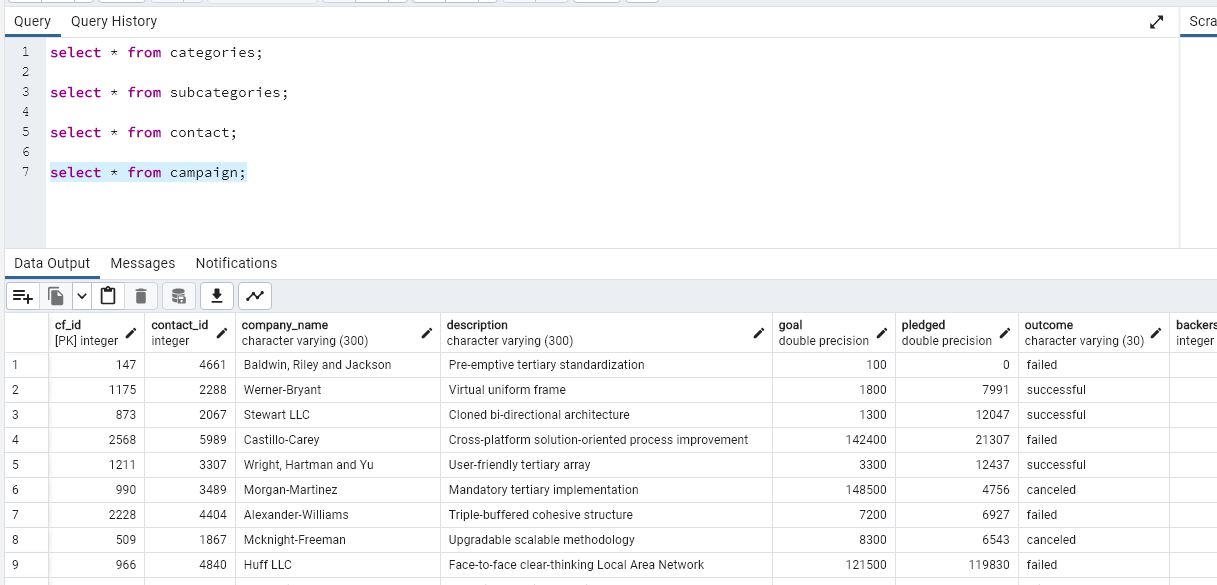 Query Query History Scra
1 select * from categories;
2
3 select * from subcategories;
4
5 select * from contact;
6
7 select * from campaign;
Data Output Messages Notifications
cf_id contact_id company_name description goal pledged outcome backers
[PK] integer integer character varying (300) character varying (300) double precision double precision character varying (30) integer
1 147 4661 Baldwin, Riley and Jackson Pre-emptive tertiary standardization 100 0 failed
2 1175 2288 Werner-Bryant Virtual uniform frame 1800 7991 successful
3 873 2067 Stewart LLC Cloned bi-directional architecture 1300 12047 successful
4 2568 5989 Castillo-Carey Cross-platform solution-oriented process improvement 142400 21307 failed
5 1211 3307 Wright, Hartman and Yu User-friendly tertiary array 3300 12437 successful
6 990 3489 Morgan-Martinez Mandatory tertiary implementation 148500 4756 canceled
7 2228 4404 Alexander-Williams Triple-buffered cohesive structure 7200 6927 failed
8 509 1867 Mcknight-Freeman Upgradable scalable methodology 8300 6543 canceled
9 966 4840 Huff LLC Face-to-face clear-thinking Local Area Network 121500 119830 failed